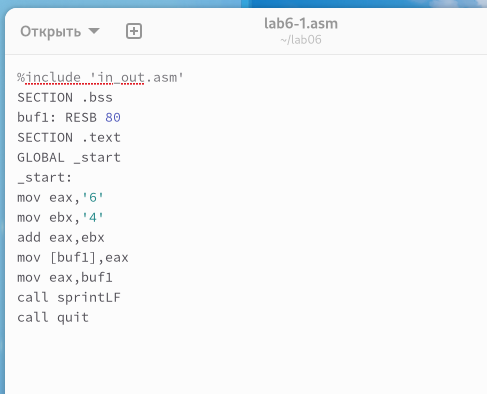 Открыть
lab6-1.asm
~/lab06
%include 'in_out.asm'
SECTION .bss
buf1: RESB 80
SECTION .text
GLOBAL _start
_start:
mov eax,'6'
mov ebx,'4'
add eax,ebx
mov [buf1],eax
mov eax,buf1
call sprintLF
call quit